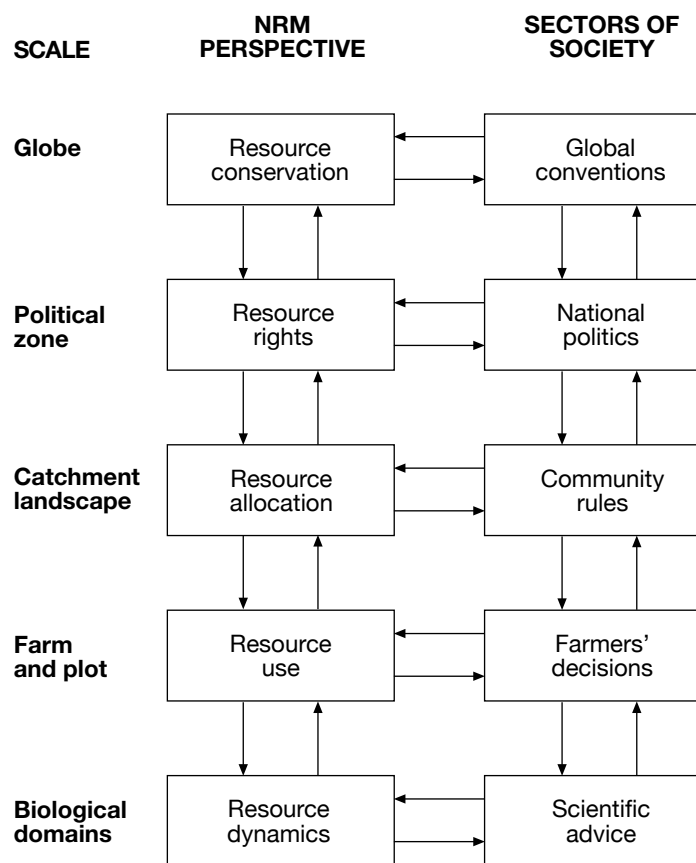 SCALE
NRM
PERSPECTIVE
SECTORS OF
SOCIETY
Globe
Resource
conservation
Global
conventions
Political
zone
Resource
rights
National
politics
Catchment
landscape
Resource
allocation
Community
rules
Farm
and plot
Resource
use
Farmers'
decisions
Biological
domains
Resource
dynamics
Scientific
advice